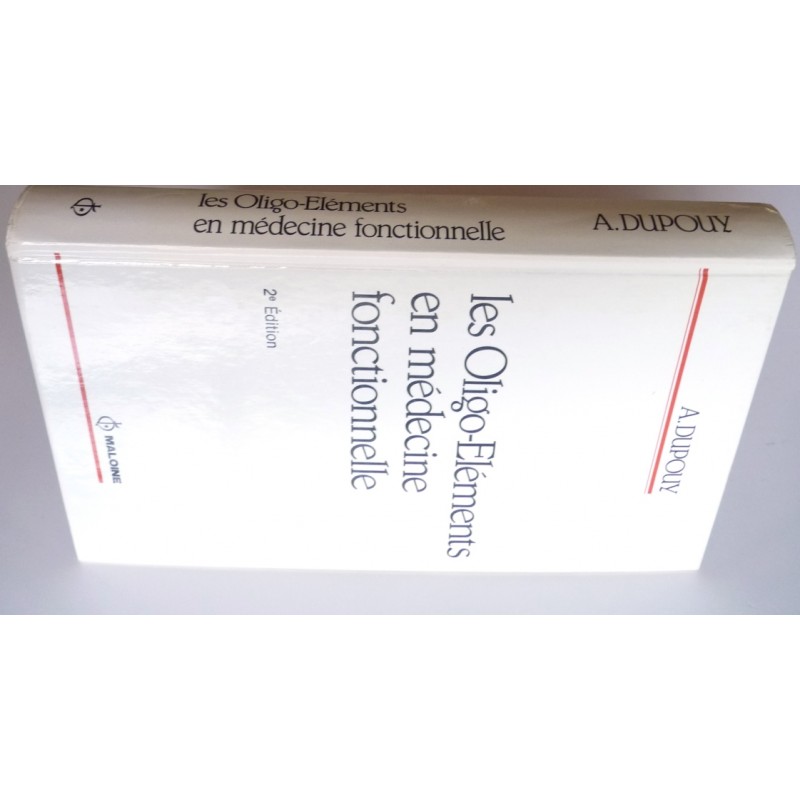 les Oligo-Eléments
en médecine fonctionnelle
A.DUPOUY
A.DUPOUY
les Oligo-Eléments
en médecine
fonctionnelle
2e Édition
MALOINE